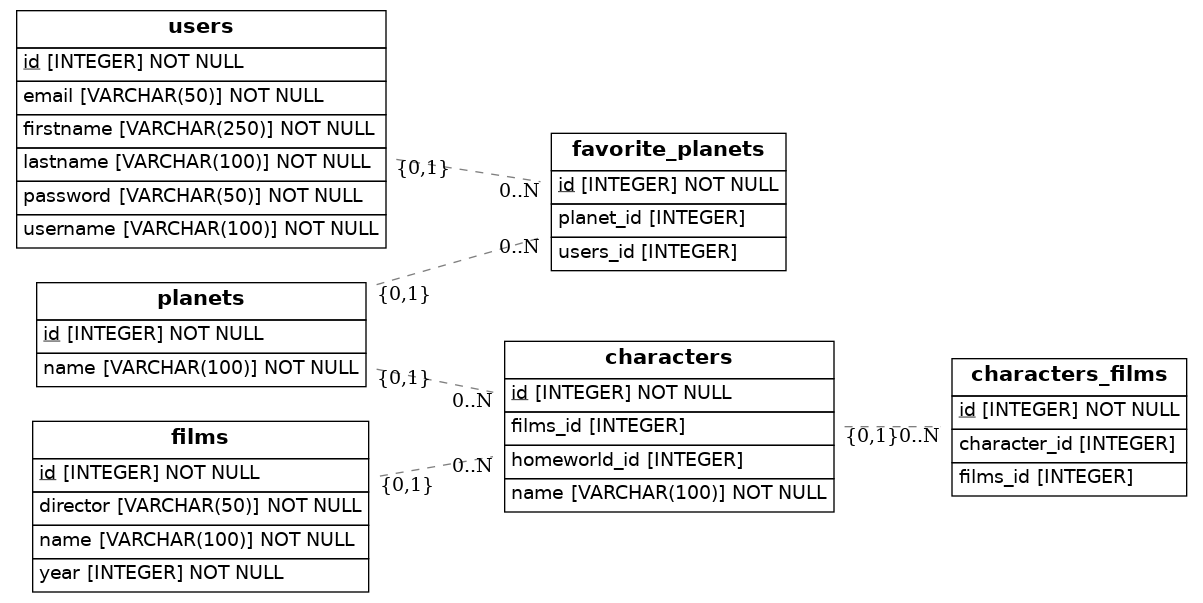 users
id [INTEGER] NOT NULL
email [VARCHAR(50)] NOT NULL
firstname [VARCHAR(250)] NOT NULL
lastname [VARCHAR(100)] NOT NULL
password [VARCHAR(50)] NOT NULL
username [VARCHAR(100)] NOT NULL
{0,1}
0..N
favorite_planets
id [INTEGER] NOT NULL
planet_id [INTEGER]
users_id [INTEGER]
0..N
{0,1}
planets
id [INTEGER] NOT NULL
name [VARCHAR(100)] NOT NULL
{0,1}
0..N
characters
id [INTEGER] NOT NULL
films_id [INTEGER]
homeworld_id [INTEGER]
name [VARCHAR(100)] NOT NULL
{0,1}0..N
characters_films
id [INTEGER] NOT NULL
character_id [INTEGER]
films_id [INTEGER]
films
id [INTEGER] NOT NULL
director [VARCHAR(50)] NOT NULL
name [VARCHAR(100)] NOT NULL
year [INTEGER] NOT NULL
0..N
{0,1}